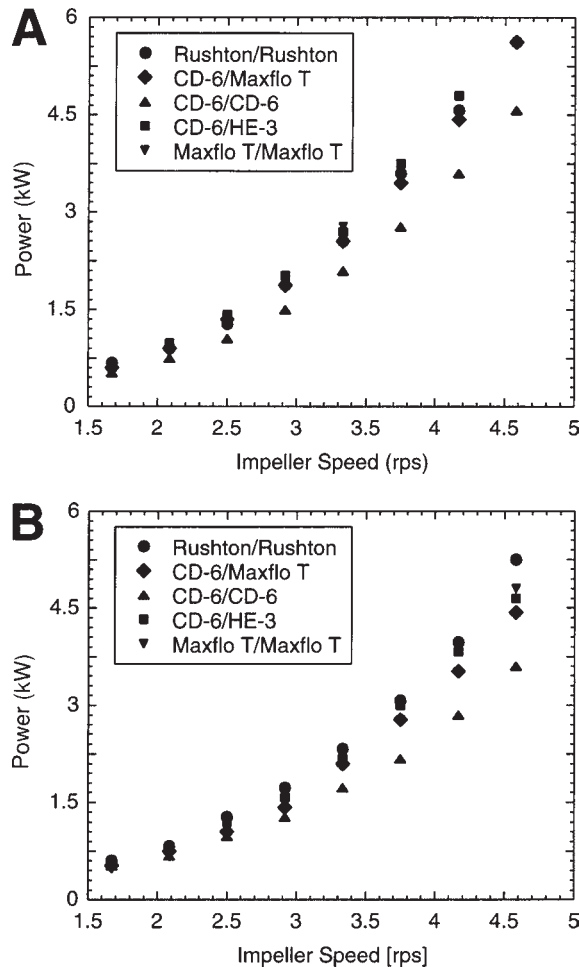 A
6
4.5
3
1.5
0
Power (kW)
Rushton/Rushton
CD-6/Maxflo T
CD-6/CD-6
CD-6/HE-3
Maxflo T/Maxflo T
1.5 2 2.5 3 3.5 4 4.5 5
Impeller Speed (rps)
B
6
4.5
3
1.5
0
Power (kW)
Rushton/Rushton
CD-6/Maxflo T
CD-6/CD-6
CD-6/HE-3
Maxflo T/Maxflo T
1.5 2 2.5 3 3.5 4 4.5 5
Impeller Speed [rps]